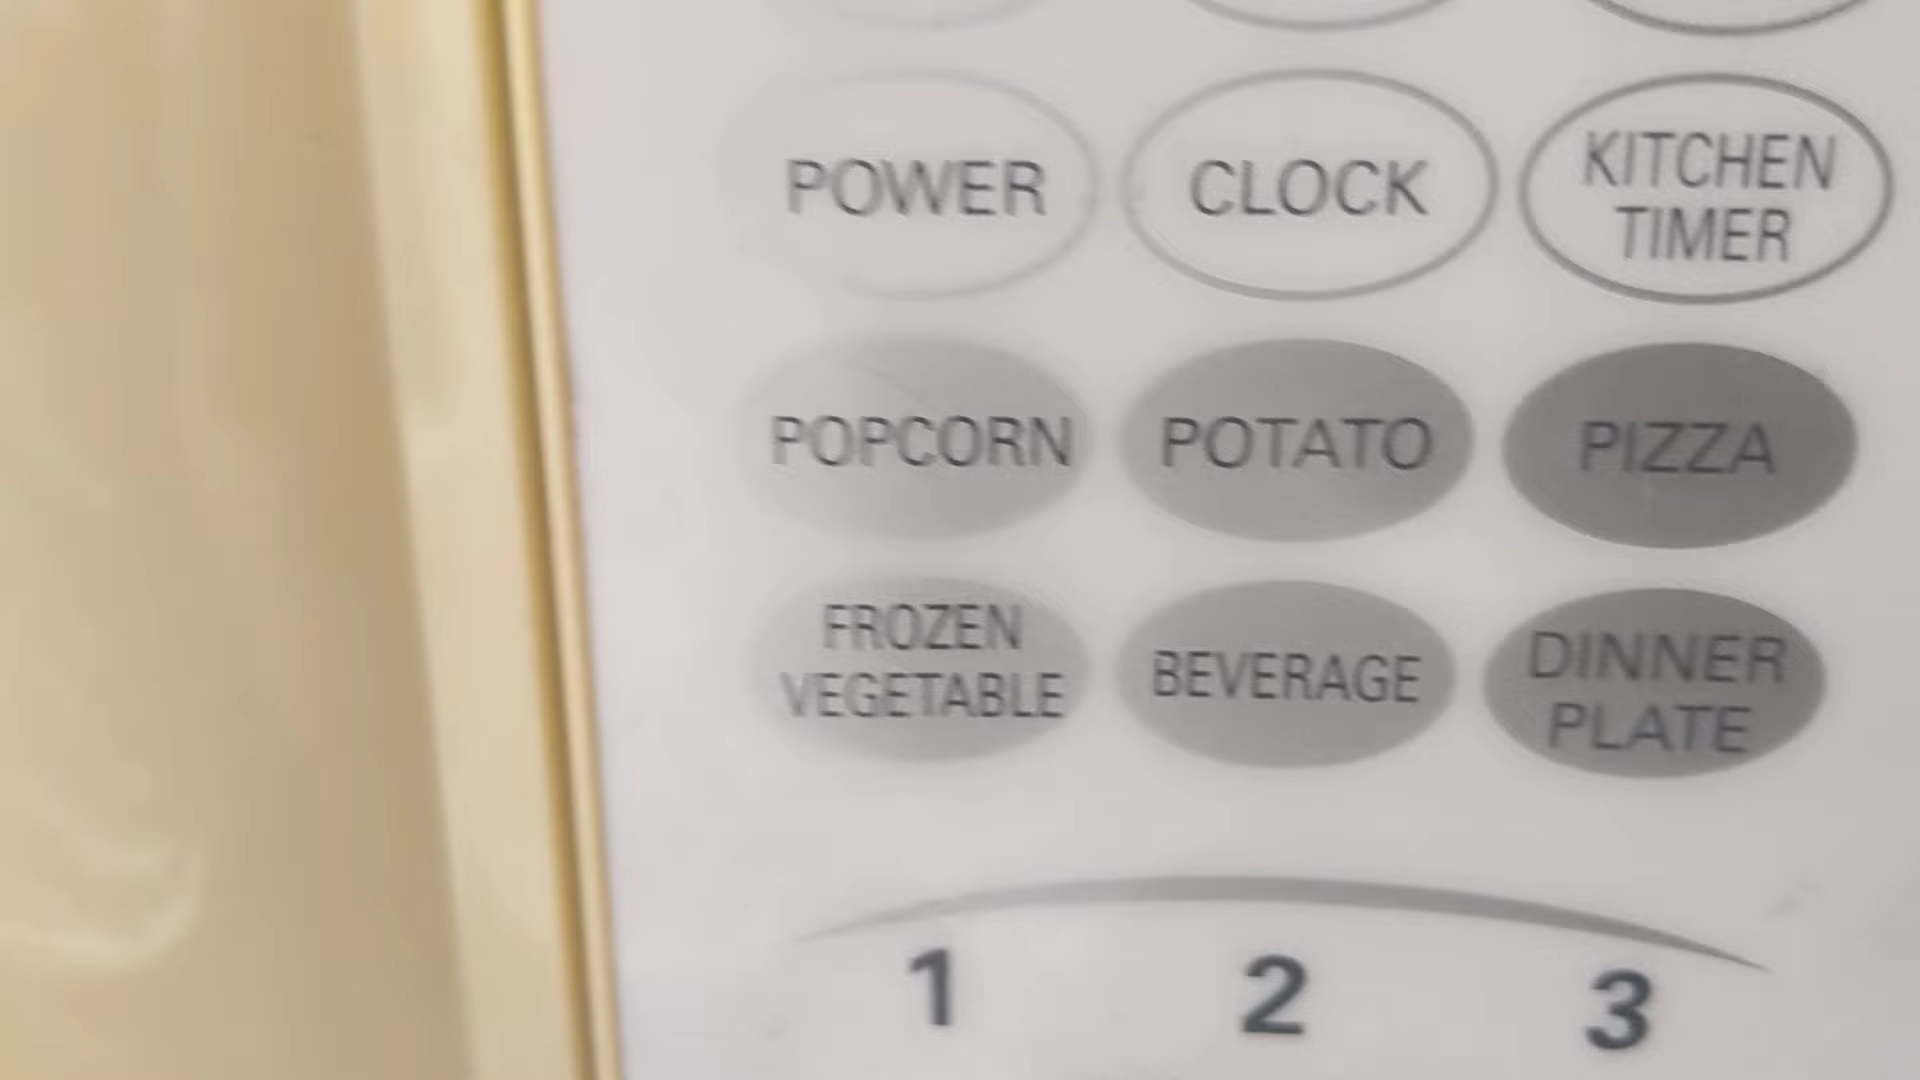 POWER
CLOCK
KITCHEN
TIMER
POPCORN
POTATO
PIZZA
FROZEN
VEGETABLE
BEVERAGE
DINNER
PLATE
1
2
3